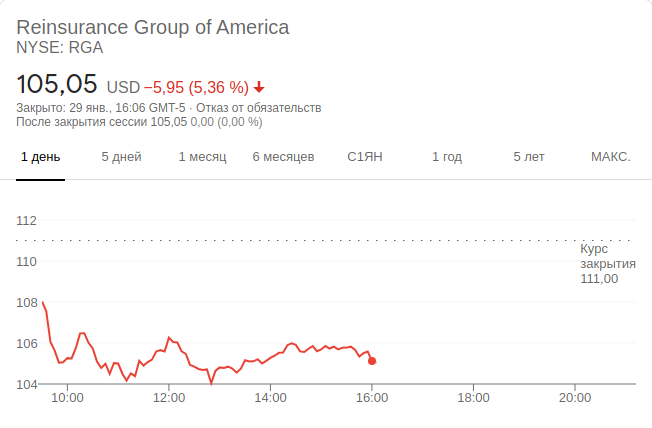 Reinsurance Group of America
NYSE: RGA
105,05 USD −5,95 (5,36 %)
Закрыто: 29 янв., 16:06 GMT-5 · Отказ от обязательств
После закрытия сессии 105,05 0,00 (0,00 %)
1 день 5 дней 1 месяц 6 месяцев С1ЯН 1 год 5 лет МАКС.
112
Курс
закрытия
111,00
110
108
106
104
10:00 12:00 14:00 16:00 18:00 20:00